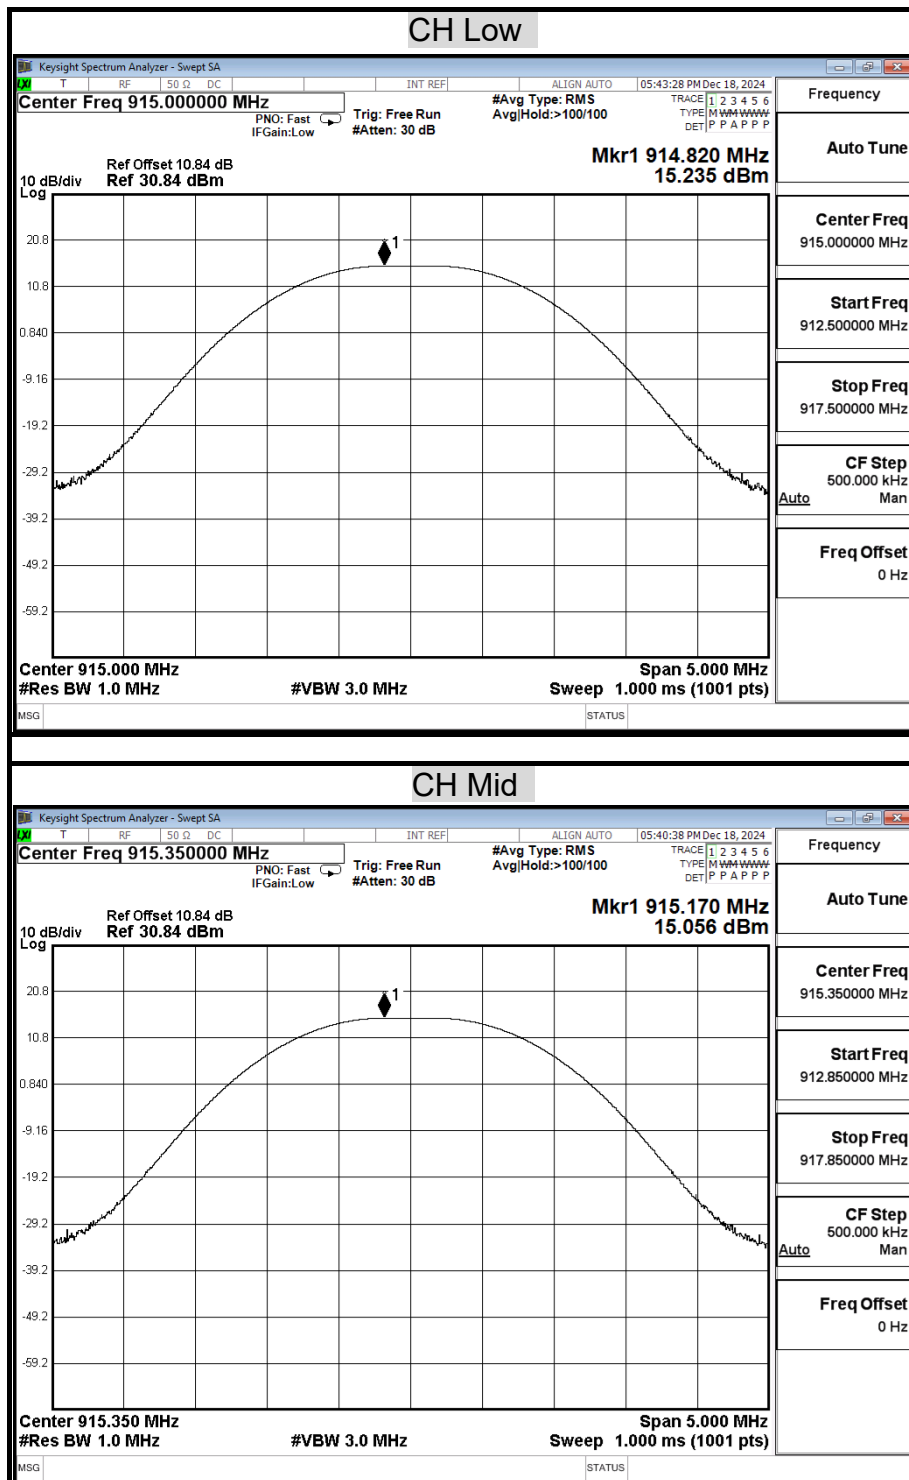 CH Low
Keysight Spectrum Analyzer - Swept SA
LXI T RF 50 Ω DC INT REF ALIGN AUTO 05:43:28 PM Dec 18, 2024
Center Freq 915.000000 MHz
PNO: Fast
IFGain:Low
Trig: Free Run
#Atten: 30 dB
#Avg Type: RMS
Avg|Hold:>100/100
TRACE 1 2 3 4 5 6
TYPE M WM WWWW
DET P P A P P P
Mkr1 914.820 MHz
15.235 dBm
Ref Offset 10.84 dB
10 dB/div Ref 30.84 dBm
Log
1
20.8
10.8
0.840
-9.16
-19.2
-29.2
-39.2
-49.2
-59.2
Center 915.000 MHz Span 5.000 MHz
#Res BW 1.0 MHz #VBW 3.0 MHz Sweep 1.000 ms (1001 pts)
MSG STATUS
Frequency
Auto Tune
Center Freq
915.000000 MHz
Start Freq
912.500000 MHz
Stop Freq
917.500000 MHz
CF Step
500.000 kHz
Auto Man
Freq Offset
0 Hz
CH Mid
Keysight Spectrum Analyzer - Swept SA
LXI T RF 50 Ω DC INT REF ALIGN AUTO 05:40:38 PM Dec 18, 2024
Center Freq 915.350000 MHz
PNO: Fast
IFGain:Low
Trig: Free Run
#Atten: 30 dB
#Avg Type: RMS
Avg|Hold:>100/100
TRACE 1 2 3 4 5 6
TYPE M WM WWWW
DET P P A P P P
Mkr1 915.170 MHz
15.056 dBm
Ref Offset 10.84 dB
10 dB/div Ref 30.84 dBm
Log
1
20.8
10.8
0.840
-9.16
-19.2
-29.2
-39.2
-49.2
-59.2
Center 915.350 MHz Span 5.000 MHz
#Res BW 1.0 MHz #VBW 3.0 MHz Sweep 1.000 ms (1001 pts)
MSG STATUS
Frequency
Auto Tune
Center Freq
915.350000 MHz
Start Freq
912.850000 MHz
Stop Freq
917.850000 MHz
CF Step
500.000 kHz
Auto Man
Freq Offset
0 Hz